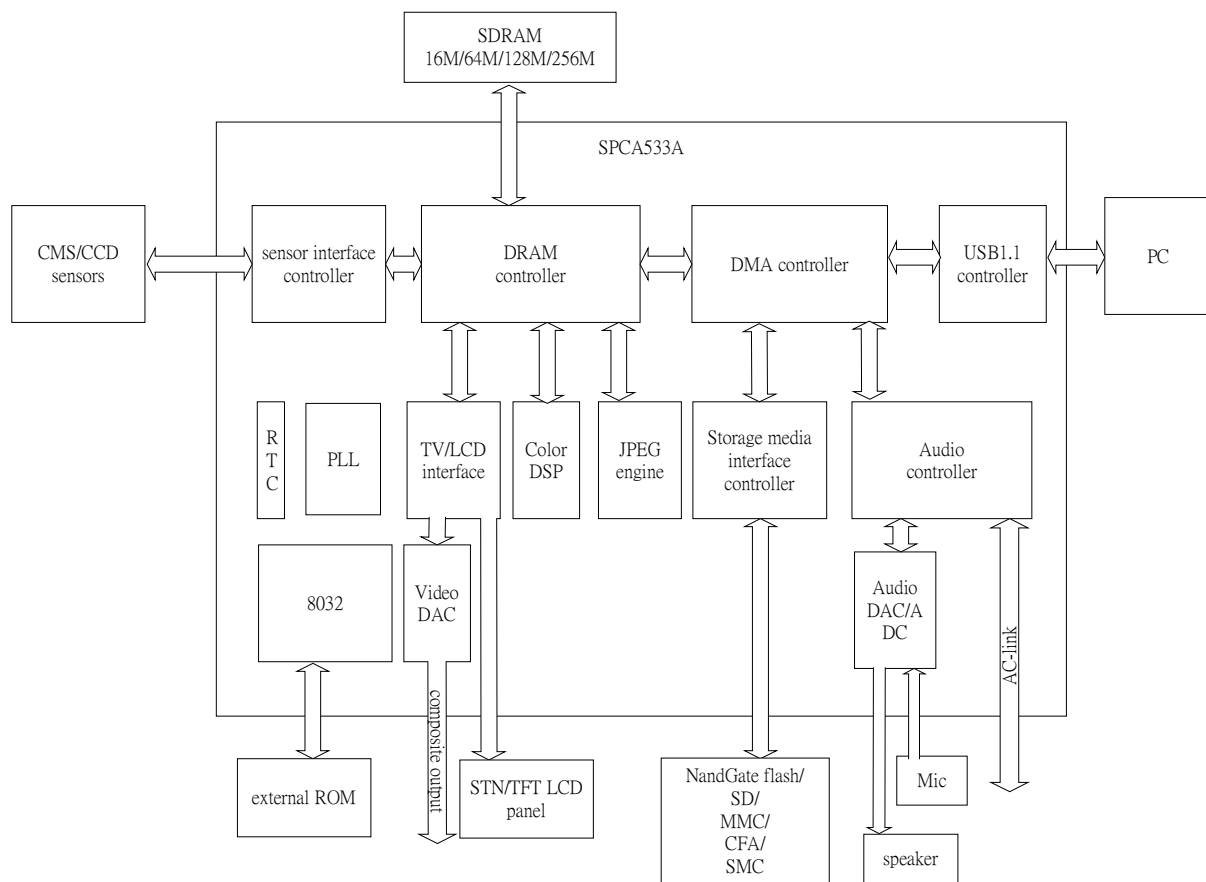 SDRAM
16M/64M/128M/256M
SPCA533A
CMS/CCD
sensors
sensor interface
controller
DRAM
controller
DMA controller
USB1.1
controller
PC
R
T
C
PLL
TV/LCD
interface
Color
DSP
JPEG
engine
Storage media
interface
controller
Audio
controller
8032
Video
DAC
Audio
DAC/A
DC
AC-link
composite output
external ROM
STN/TFT LCD
panel
NandGate flash/
SD/
MMC/
CFA/
SMC
Mic
speaker